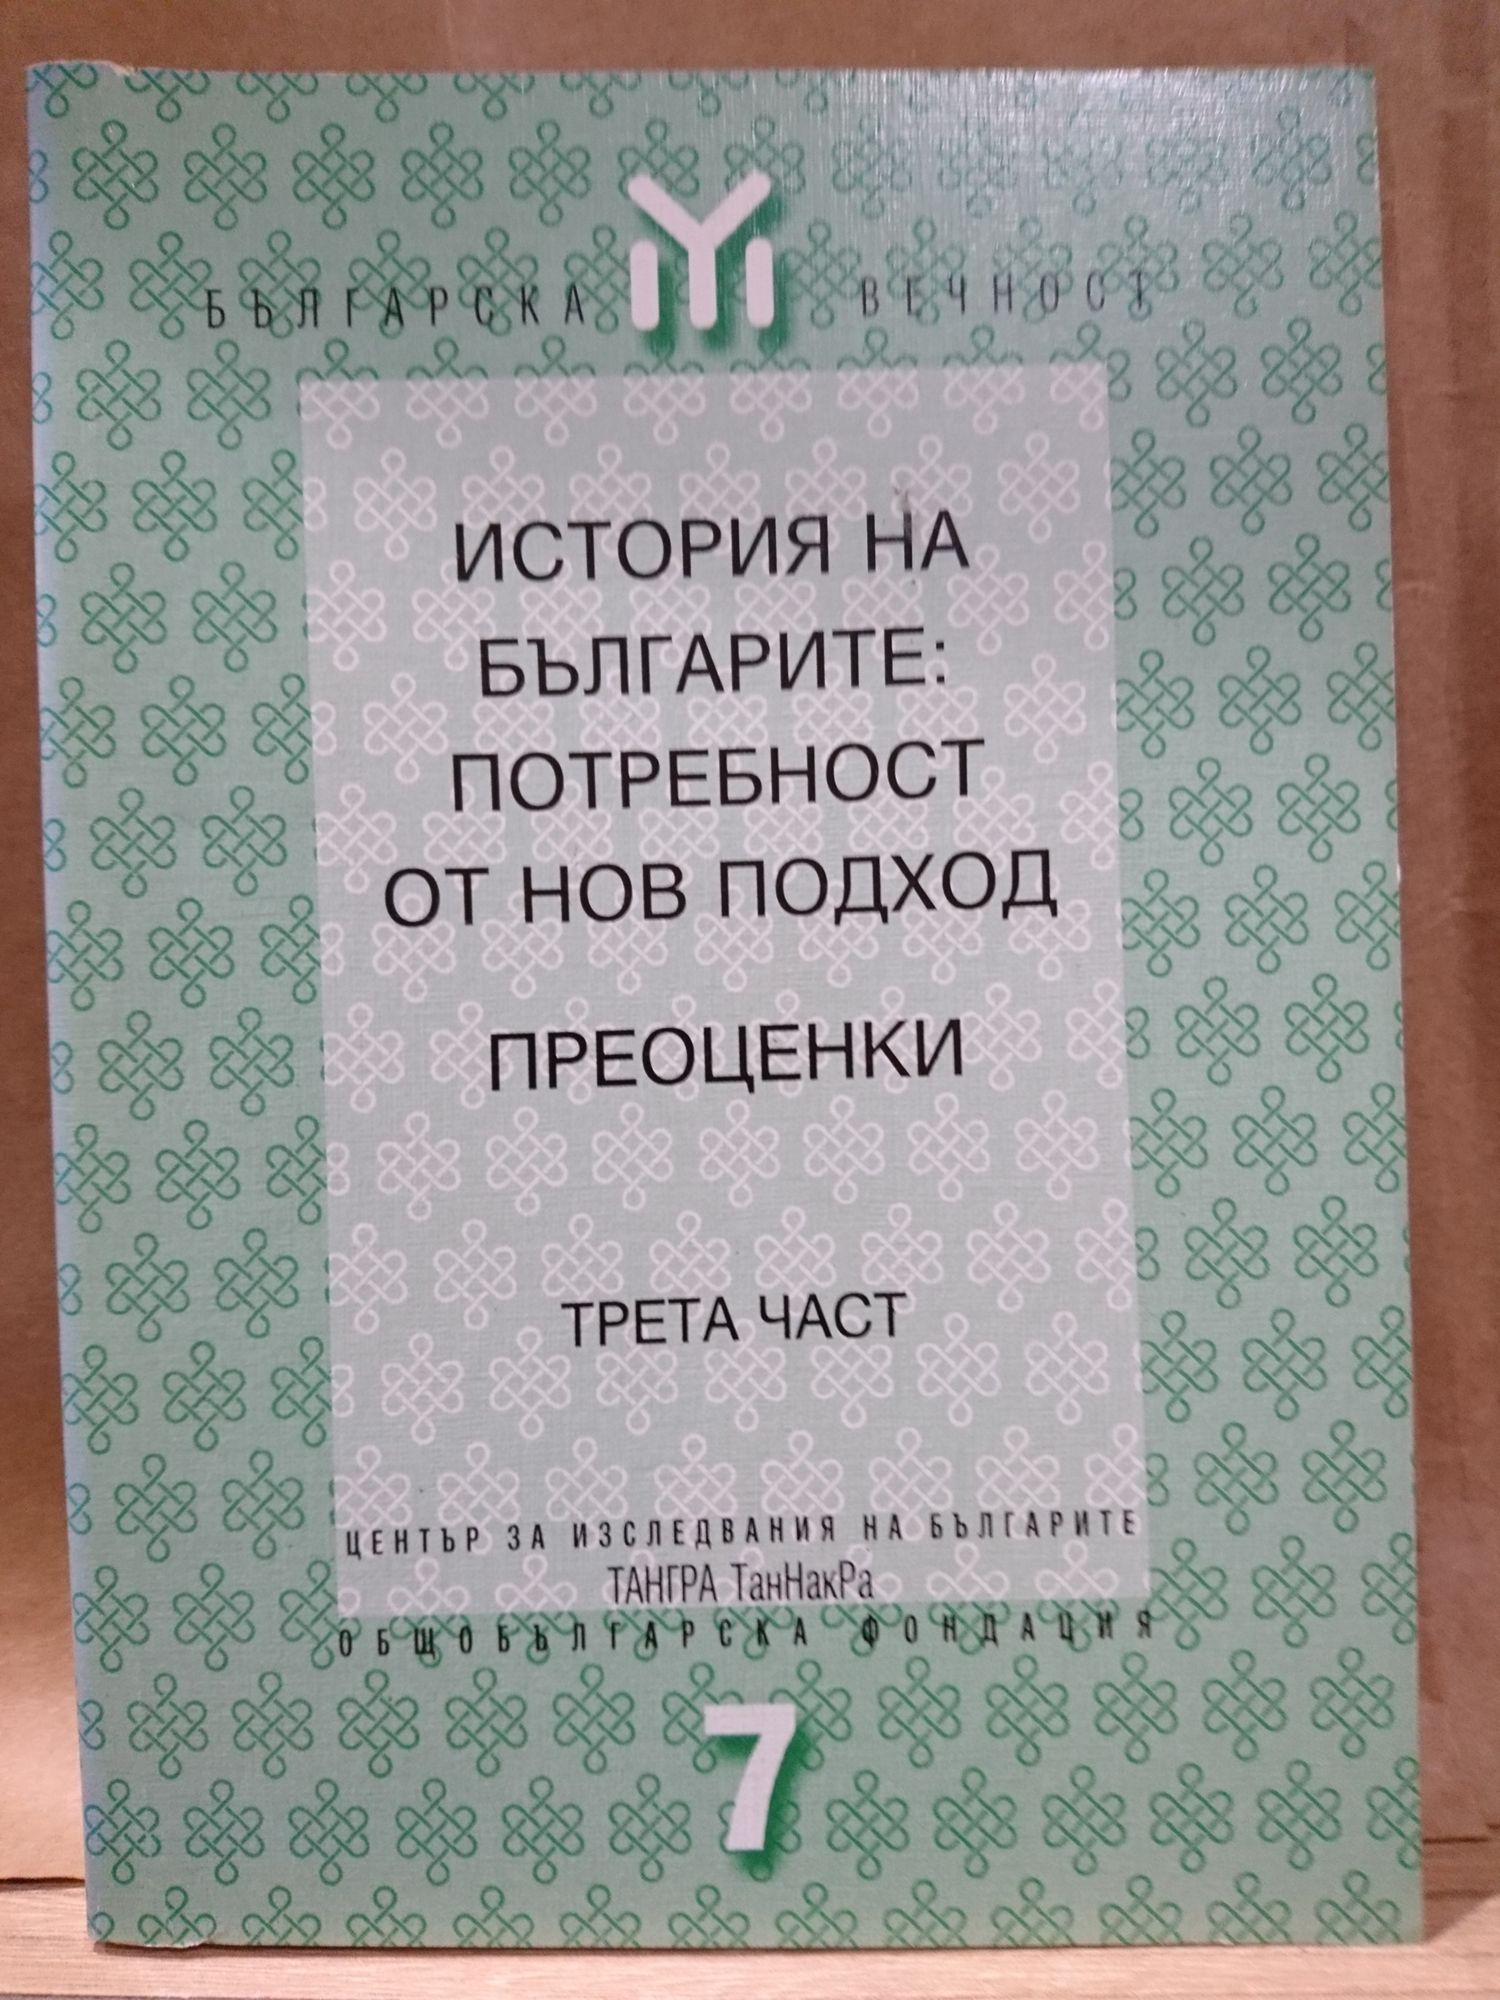 БЪЛГАРСКА ВЕЧНОСТ
ИСТОРИЯ НА
БЪЛГАРИТЕ:
ПОТРЕБНОСТ
ОТ НОВ ПОДХОД
ПРЕОЦЕНКИ
ТРЕТА ЧАСТ
ЦЕНТЪР ЗА ИЗСЛЕДВАНИЯ НА БЪЛГАРИТЕ
ТАНГРА ТанНакРа
ОБЩОБЪЛГАРСКА ФОНДАЦИЯ
7